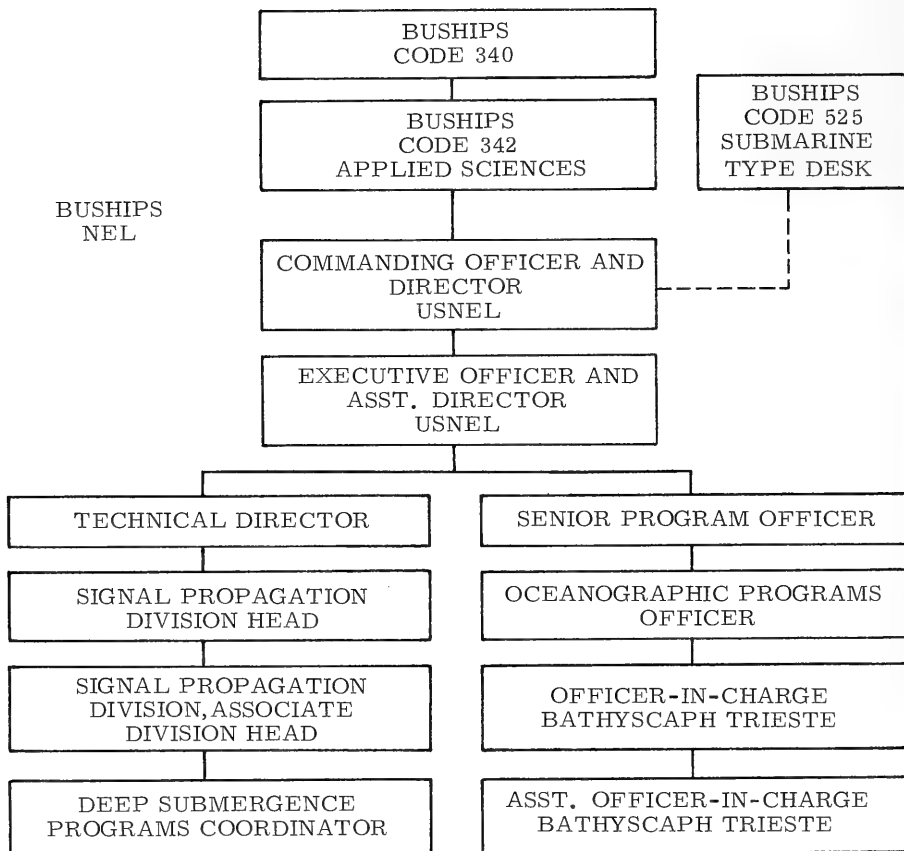 BUSHIPS
CODE 340
BUSHIPS
CODE 342
APPLIED SCIENCES
BUSHIPS
CODE 525
SUBMARINE
TYPE DESK
BUSHIPS
NEL
COMMANDING OFFICER AND
DIRECTOR
USNEL
EXECUTIVE OFFICER AND
ASST. DIRECTOR
USNEL
TECHNICAL DIRECTOR
SENIOR PROGRAM OFFICER
SIGNAL PROPAGATION
DIVISION HEAD
OCEANOGRAPHIC PROGRAMS
OFFICER
SIGNAL PROPAGATION
DIVISION, ASSOCIATE
DIVISION HEAD
OFFICER-IN-CHARGE
BATHYSCAPH TRIESTE
DEEP SUBMERGENCE
PROGRAMS COORDINATOR
ASST. OFFICER-IN-CHARGE
BATHYSCAPH TRIESTE